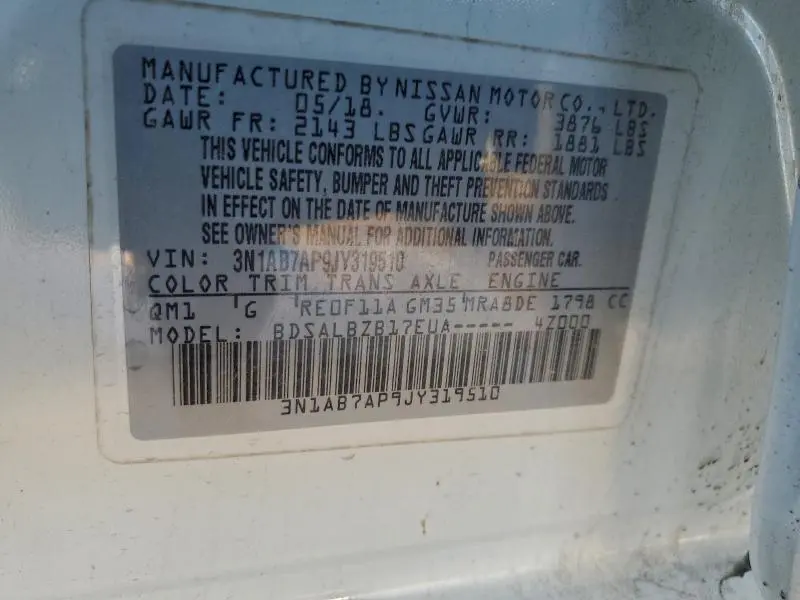 MANUFACTURED BY NISSAN MOTOR CO., LTD.
DATE: 05/18. GVWR: 3876 LBS
GAWR FR: 2143 LBS GAWR RR: 1881 LBS
THIS VEHICLE CONFORMS TO ALL APPLICABLE FEDERAL MOTOR
VEHICLE SAFETY, BUMPER AND THEFT PREVENTION STANDARDS
IN EFFECT ON THE DATE OF MANUFACTURE SHOWN ABOVE.
SEE OWNER'S MANUAL FOR TIRE PRESSURE INFORMATION.
VIN: 3N1AB7AP9JY319510 PASSENGER CAR.
COLOR TRIM TRANS AXLE ENGINE
QM1 G RE0F11A GM35 MRA8DE 1798 CC
MODEL: BDSALBZB17EUA----- 4Z000
3N1AB7AP9JY319510